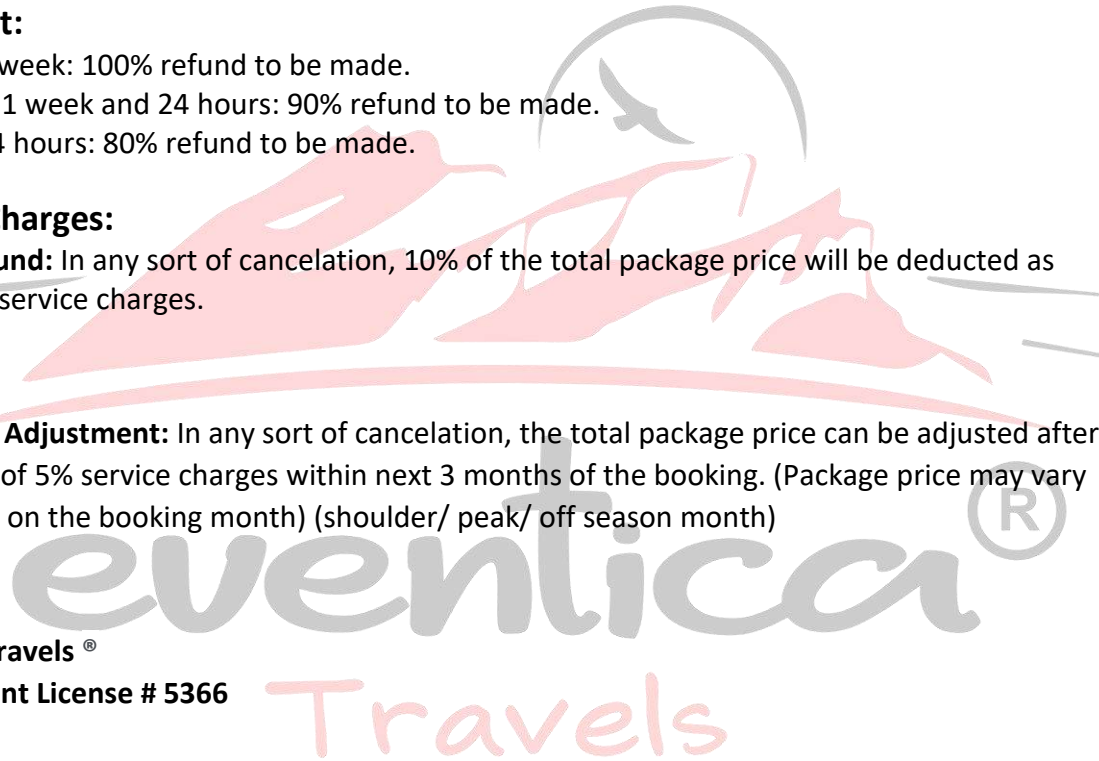 t:
week: 100% refund to be made.
1 week and 24 hours: 90% refund to be made.
4 hours: 80% refund to be made.
harges:
und: In any sort of cancelation, 10% of the total package price will be deducted as
service charges.
Adjustment: In any sort of cancelation, the total package price can be adjusted after
of 5% service charges within next 3 months of the booking. (Package price may vary
on the booking month) (shoulder/ peak/ off season month)
eventica®
ravels ®
nt License # 5366
Travels